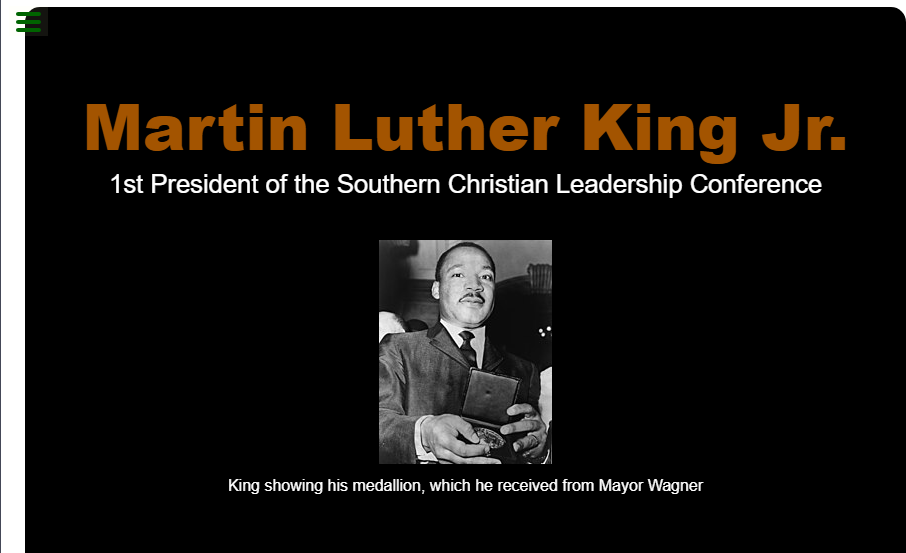 Martin Luther King Jr.
1st President of the Southern Christian Leadership Conference
King showing his medallion, which he received from Mayor Wagner